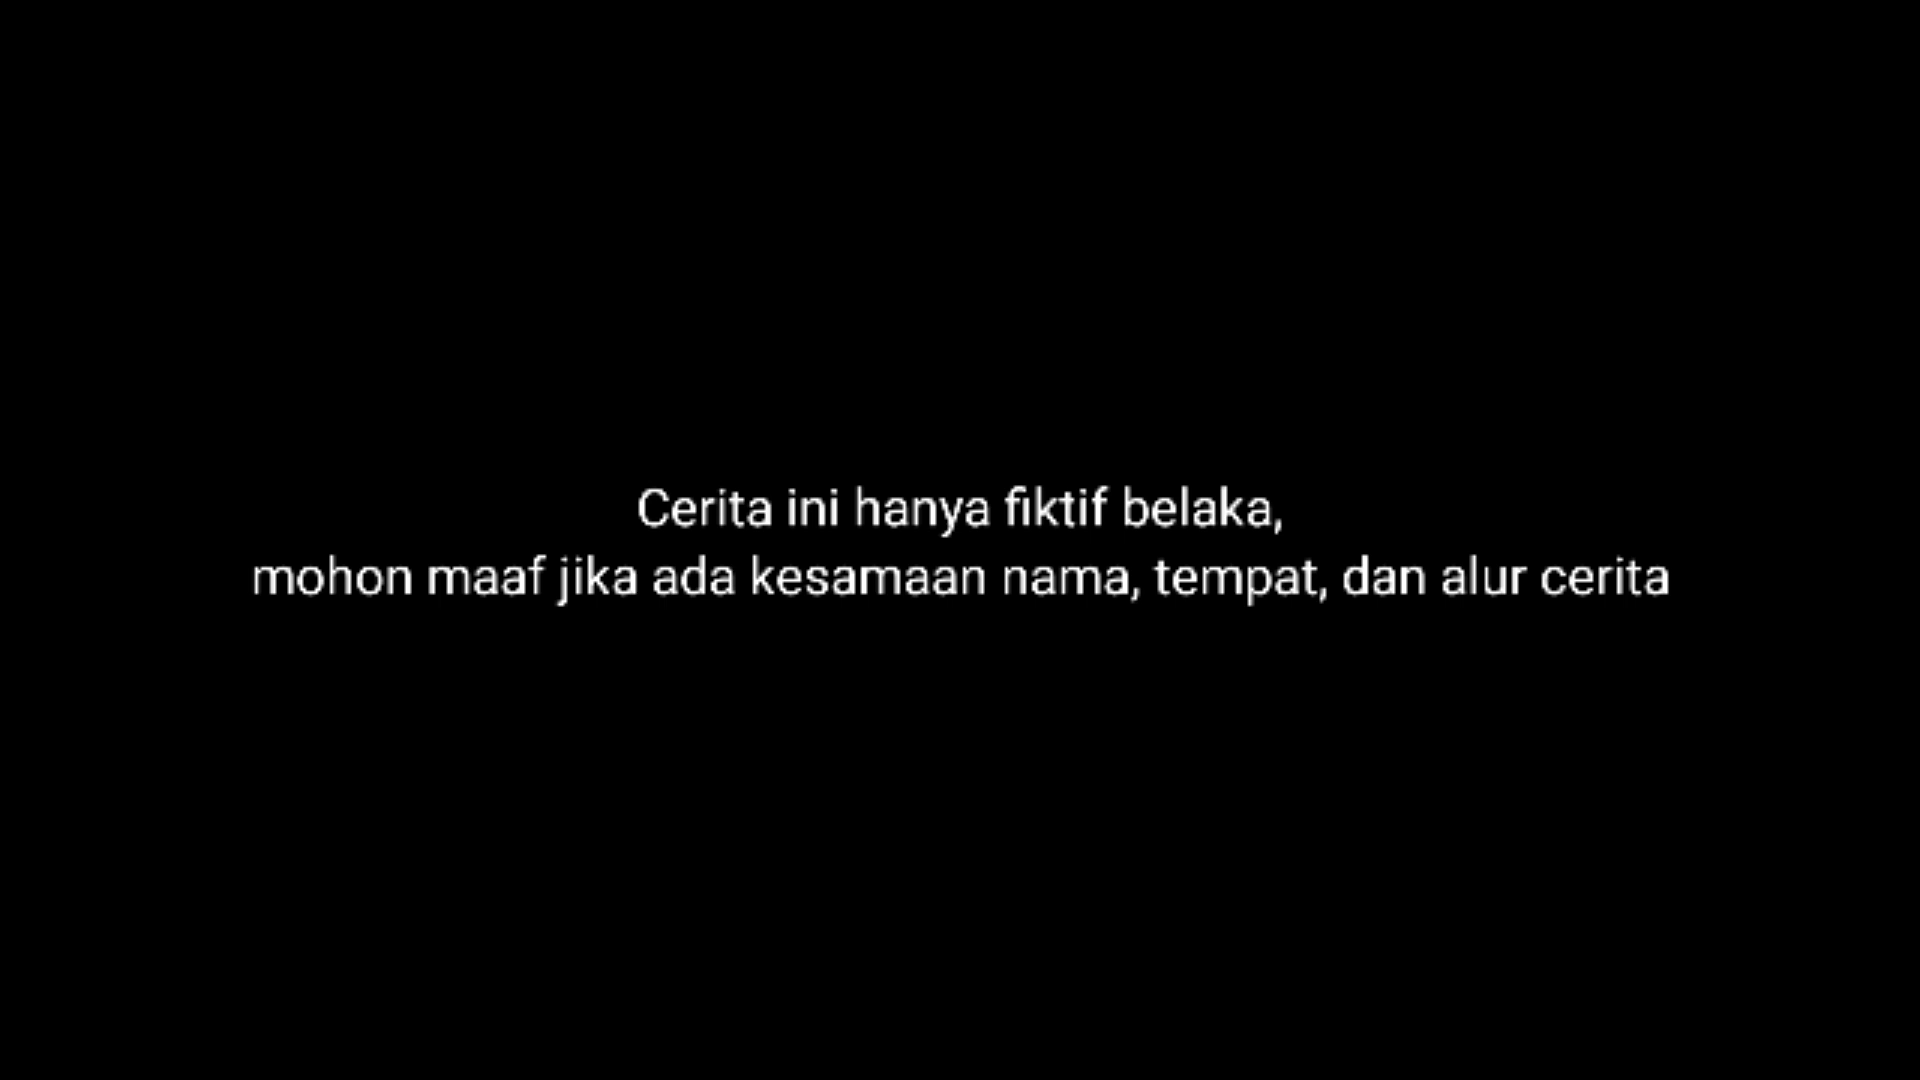 Cerita ini hanya fiktif belaka,
mohon maaf jika ada kesamaan nama, tempat, dan alur cerita